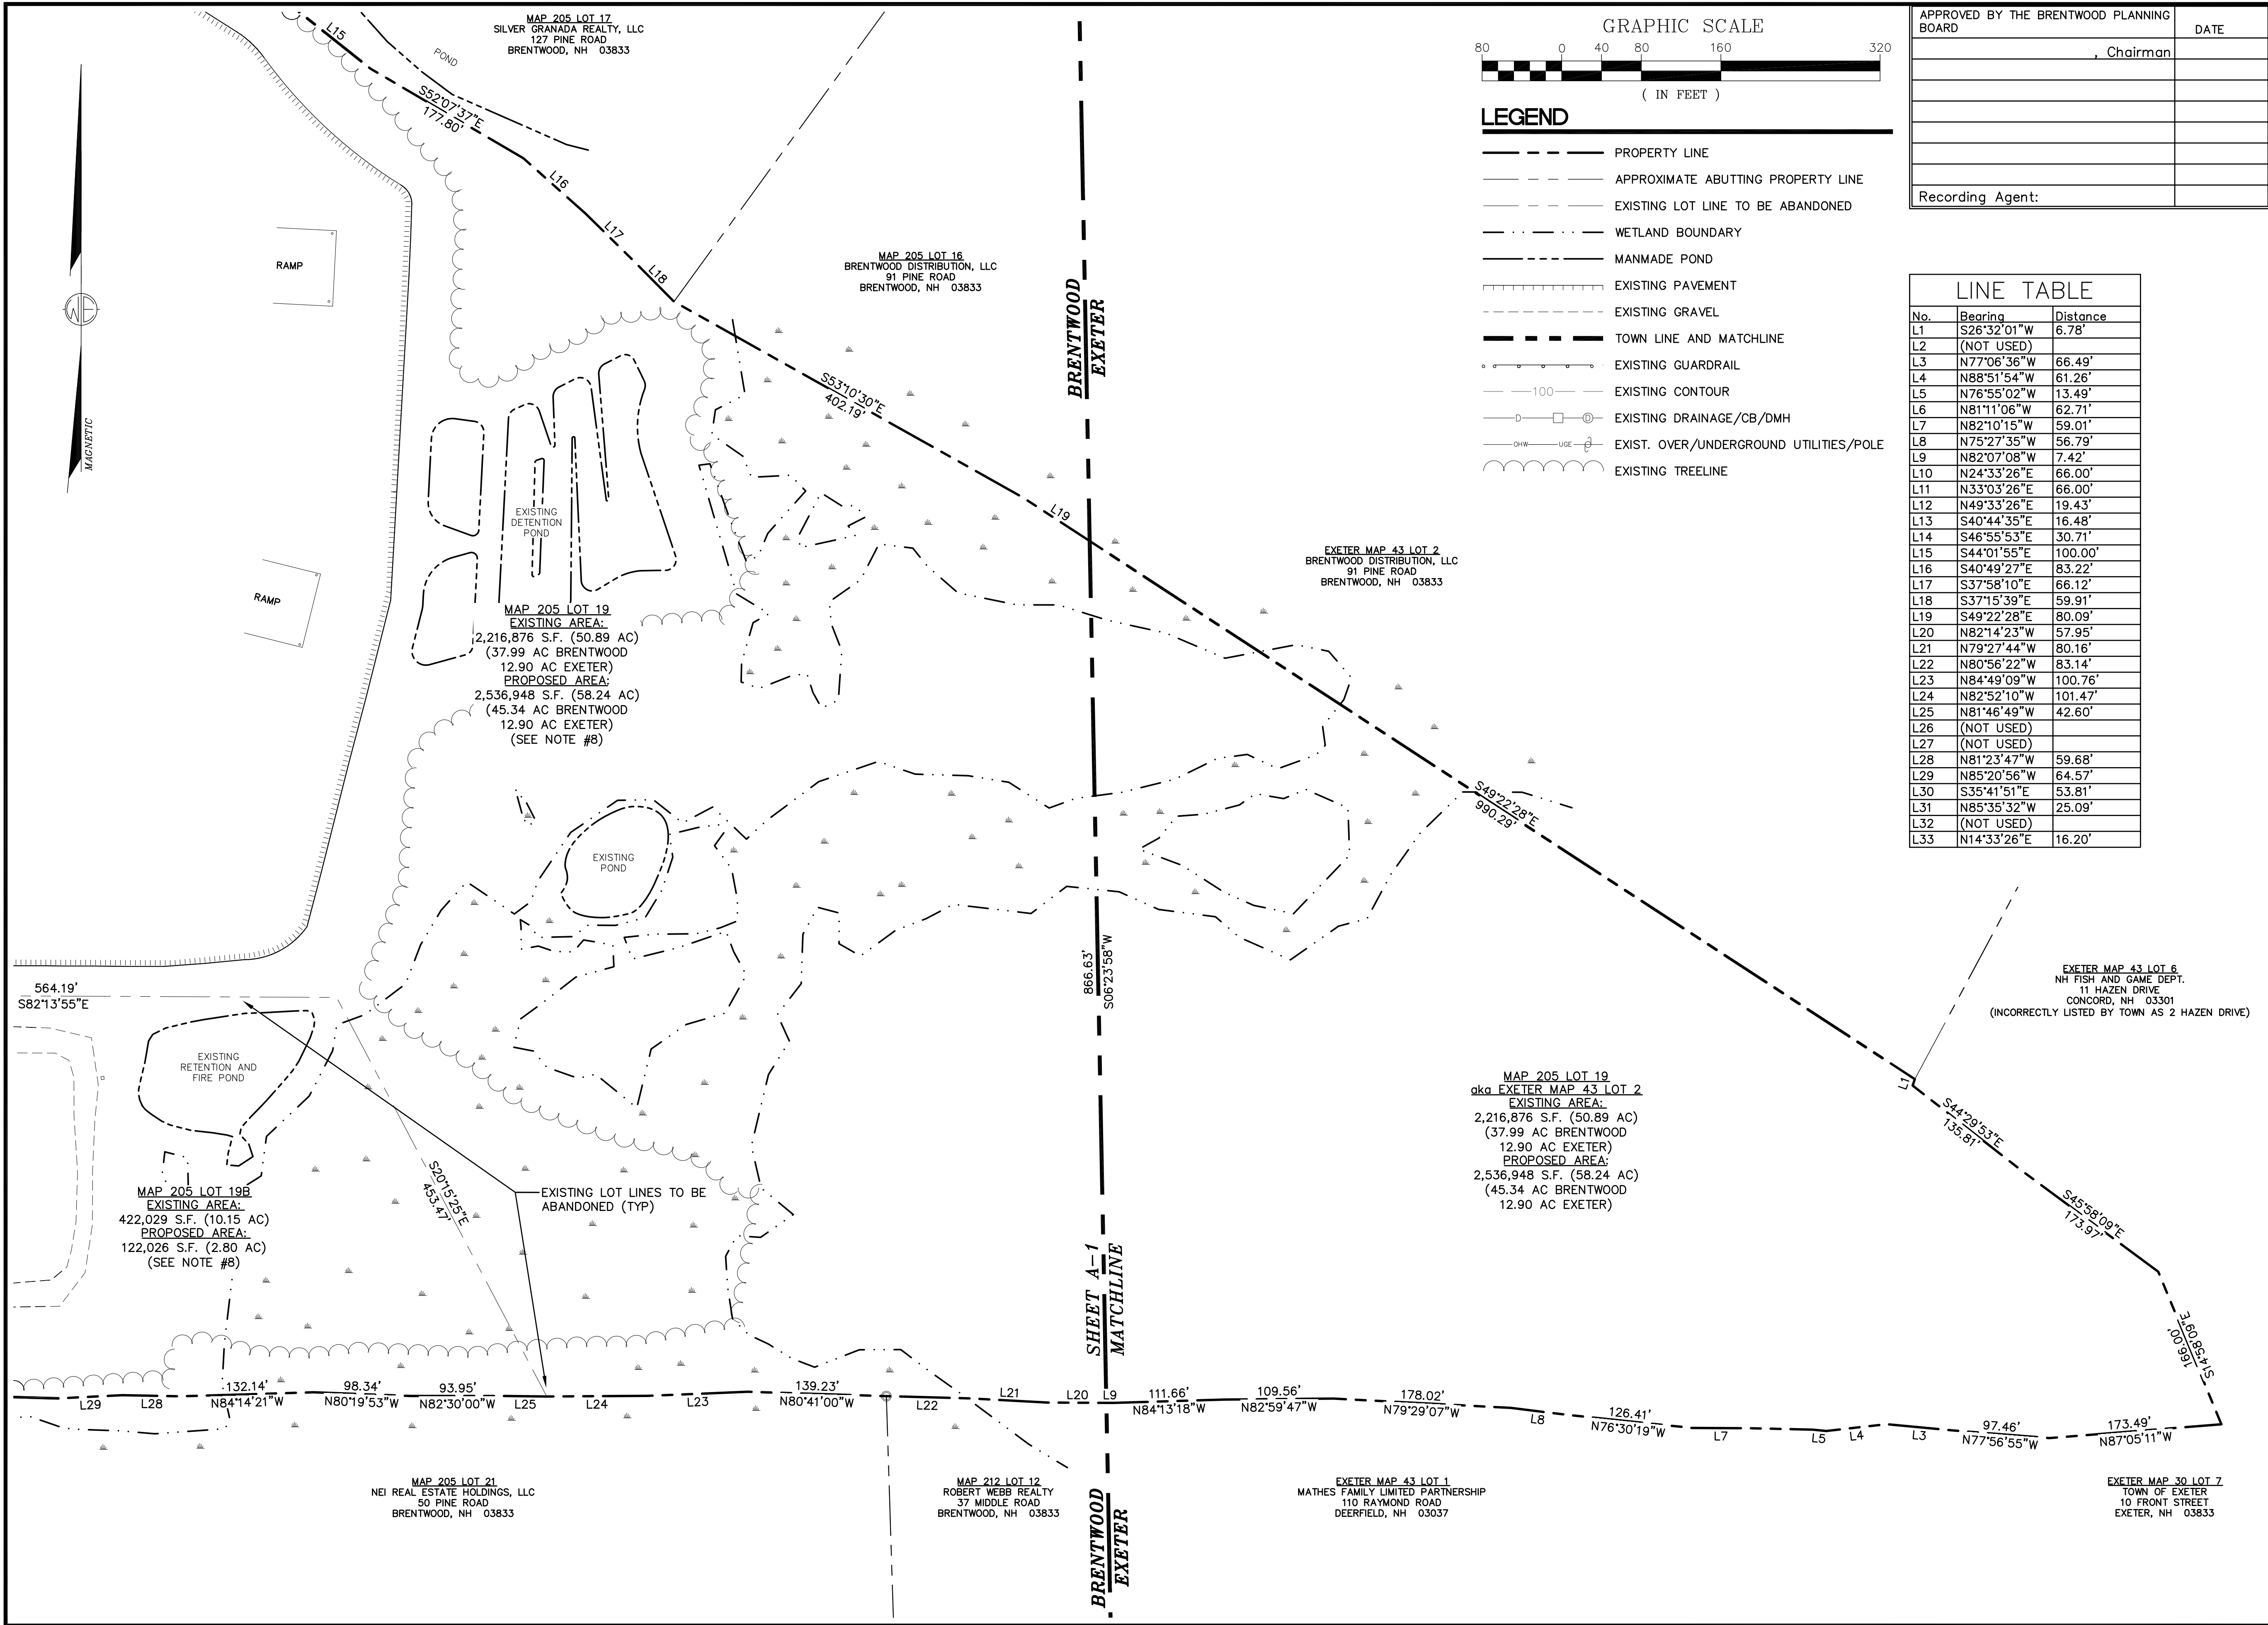 MAP 205 LOT 17
SILVER GRANADA REALTY, LLC
127 PINE ROAD
BRENTWOOD, NH 03833
L15
POND
S52°07'37"E
177.80'
L16
L17
L18
RAMP
RAMP
MAGNETIC
MAP 205 LOT 16
BRENTWOOD DISTRIBUTION, LLC
91 PINE ROAD
BRENTWOOD, NH 03833
BRENTWOOD
EXETER
S53°10'30"E
402.19'
L19
GRAPHIC SCALE
80 0 40 80 160 320
( IN FEET )
LEGEND
PROPERTY LINE
APPROXIMATE ABUTTING PROPERTY LINE
EXISTING LOT LINE TO BE ABANDONED
WETLAND BOUNDARY
MANMADE POND
EXISTING PAVEMENT
EXISTING GRAVEL
TOWN LINE AND MATCHLINE
EXISTING GUARDRAIL
100 EXISTING CONTOUR
D D EXISTING DRAINAGE/CB/DMH
OHW UGE EXIST. OVER/UNDERGROUND UTILITIES/POLE
EXISTING TREELINE
APPROVED BY THE BRENTWOOD PLANNING
BOARD DATE
, Chairman
Recording Agent:
LINE TABLE
No. Bearing Distance
L1 S26°32'01"W 6.78'
L2 (NOT USED)
L3 N77°06'36"W 66.49'
L4 N88°51'54"W 61.26'
L5 N76°55'02"W 13.49'
L6 N81°11'06"W 62.71'
L7 N82°10'15"W 59.01'
L8 N75°27'35"W 56.79'
L9 N82°07'08"W 7.42'
L10 N24°33'26"E 66.00'
L11 N33°03'26"E 66.00'
L12 N49°33'26"E 19.43'
L13 S40°44'35"E 16.48'
L14 S46°55'53"E 30.71'
L15 S44°01'55"E 100.00'
L16 S40°49'27"E 83.22'
L17 S37°58'10"E 66.12'
L18 S37°15'39"E 59.91'
L19 S49°22'28"E 80.09'
L20 N82°14'23"W 57.95'
L21 N79°27'44"W 80.16'
L22 N80°56'22"W 83.14'
L23 N84°49'09"W 100.76'
L24 N82°52'10"W 101.47'
L25 N81°46'49"W 42.60'
L26 (NOT USED)
L27 (NOT USED)
L28 N81°23'47"W 59.68'
L29 N85°20'56"W 64.57'
L30 S35°41'51"E 53.81'
L31 N85°35'32"W 25.09'
L32 (NOT USED)
L33 N14°33'26"E 16.20'
EXISTING
DETENTION
POND
MAP 205 LOT 19
EXISTING AREA:
2,216,876 S.F. (50.89 AC)
(37.99 AC BRENTWOOD
12.90 AC EXETER)
PROPOSED AREA:
2,536,948 S.F. (58.24 AC)
(45.34 AC BRENTWOOD
12.90 AC EXETER)
(SEE NOTE #8)
EXETER MAP 43 LOT 2
BRENTWOOD DISTRIBUTION, LLC
91 PINE ROAD
BRENTWOOD, NH 03833
S49°22'28"E
990.29'
EXISTING
POND
866.63'
S06°23'58"W
564.19'
S82°13'55"E
EXISTING
RETENTION AND
FIRE POND
EXETER MAP 43 LOT 6
NH FISH AND GAME DEPT.
11 HAZEN DRIVE
CONCORD, NH 03301
(INCORRECTLY LISTED BY TOWN AS 2 HAZEN DRIVE)
L1
S44°29'53"E
135.81'
S45°58'09"E
173.97'
S14°58'09"E
166.00'
MAP 205 LOT 19
aka EXETER MAP 43 LOT 2
EXISTING AREA:
2,216,876 S.F. (50.89 AC)
(37.99 AC BRENTWOOD
12.90 AC EXETER)
PROPOSED AREA:
2,536,948 S.F. (58.24 AC)
(45.34 AC BRENTWOOD
12.90 AC EXETER)
S20°15'25"E
453.47'
EXISTING LOT LINES TO BE
ABANDONED (TYP)
MAP 205 LOT 19B
EXISTING AREA:
422,029 S.F. (10.15 AC)
PROPOSED AREA:
122,026 S.F. (2.80 AC)
(SEE NOTE #8)
SHEET A-1
MATCHLINE
L29
L28
132.14'
N84°14'21"W
98.34'
N80°19'53"W
93.95'
N82°30'00"W
L25
L24
L23
139.23'
N80°41'00"W
L22
L21
L20
L9
111.66'
N84°13'18"W
109.56'
N82°59'47"W
178.02'
N79°29'07"W
L8
126.41'
N76°30'19"W
L7
L5
L4
L3
97.46'
N77°56'55"W
173.49'
N87°05'11"W
MAP 205 LOT 21
NEI REAL ESTATE HOLDINGS, LLC
50 PINE ROAD
BRENTWOOD, NH 03833
MAP 212 LOT 12
ROBERT WEBB REALTY
37 MIDDLE ROAD
BRENTWOOD, NH 03833
BRENTWOOD
EXETER
EXETER MAP 43 LOT 1
MATHES FAMILY LIMITED PARTNERSHIP
110 RAYMOND ROAD
DEERFIELD, NH 03037
EXETER MAP 30 LOT 7
TOWN OF EXETER
10 FRONT STREET
EXETER, NH 03833